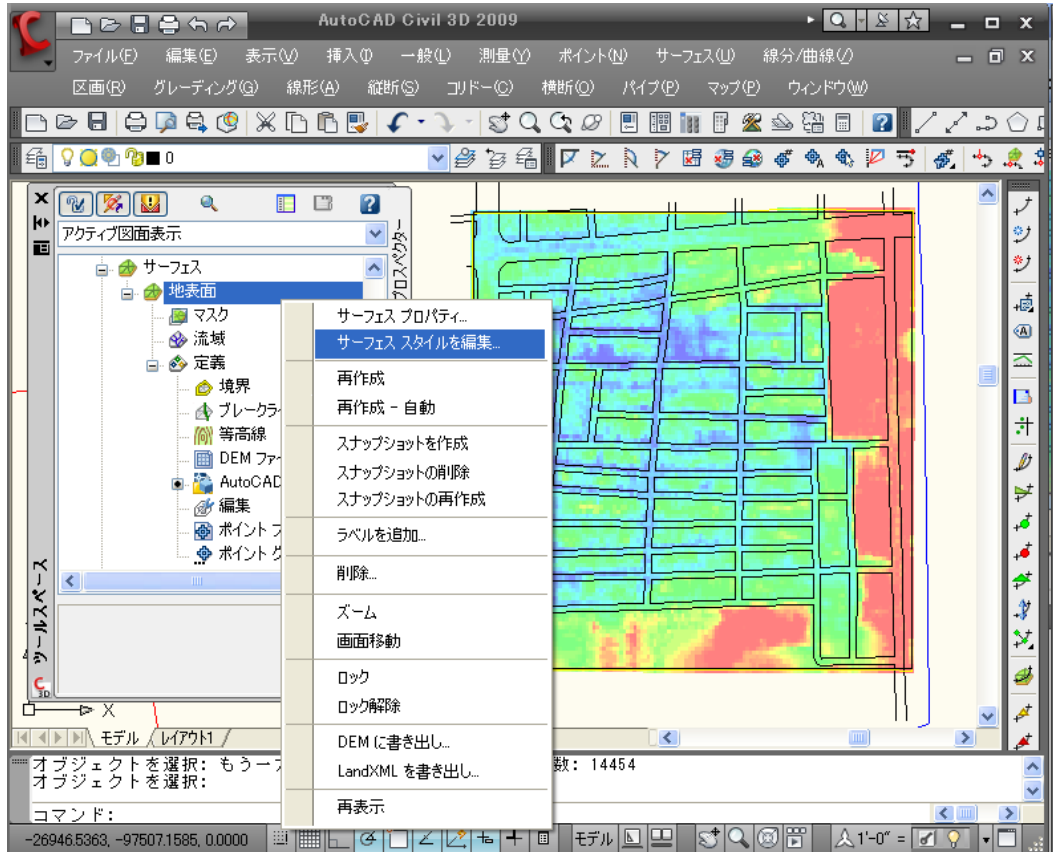 AutoCAD Civil 3D 2009
ファイル(F) 編集(E) 表示(V) 挿入(I) 一般(L) 測量(Y) ポイント(N) サーフェス(U) 線分/曲線(/)
区画(R) グレーディング(G) 線形(A) 縦断(S) コリドー(C) 横断(O) パイプ(P) マップ(P) ウィンドウ(W)
0
アクティブ図面表示
プロスペクター
サーフェス
地表面
マスク
流域
定義
境界
ブレークラ
等高線
DEM ファ
AutoCAD
編集
ポイント
ポイント
ツールスペース
サーフェス プロパティ...
サーフェス スタイルを編集...
再作成
再作成 - 自動
スナップショットを作成
スナップショットの削除
スナップショットの再作成
ラベルを追加...
削除...
ズーム
画面移動
ロック
ロック解除
DEM に書き出し...
LandXML を書き出し...
再表示
X
モデル レイアウト1
オブジェクトを選択: もう一 数: 14454
オブジェクトを選択:
コマンド:
-26946.5363, -97507.1585, 0.0000 モデル 1'-0" =